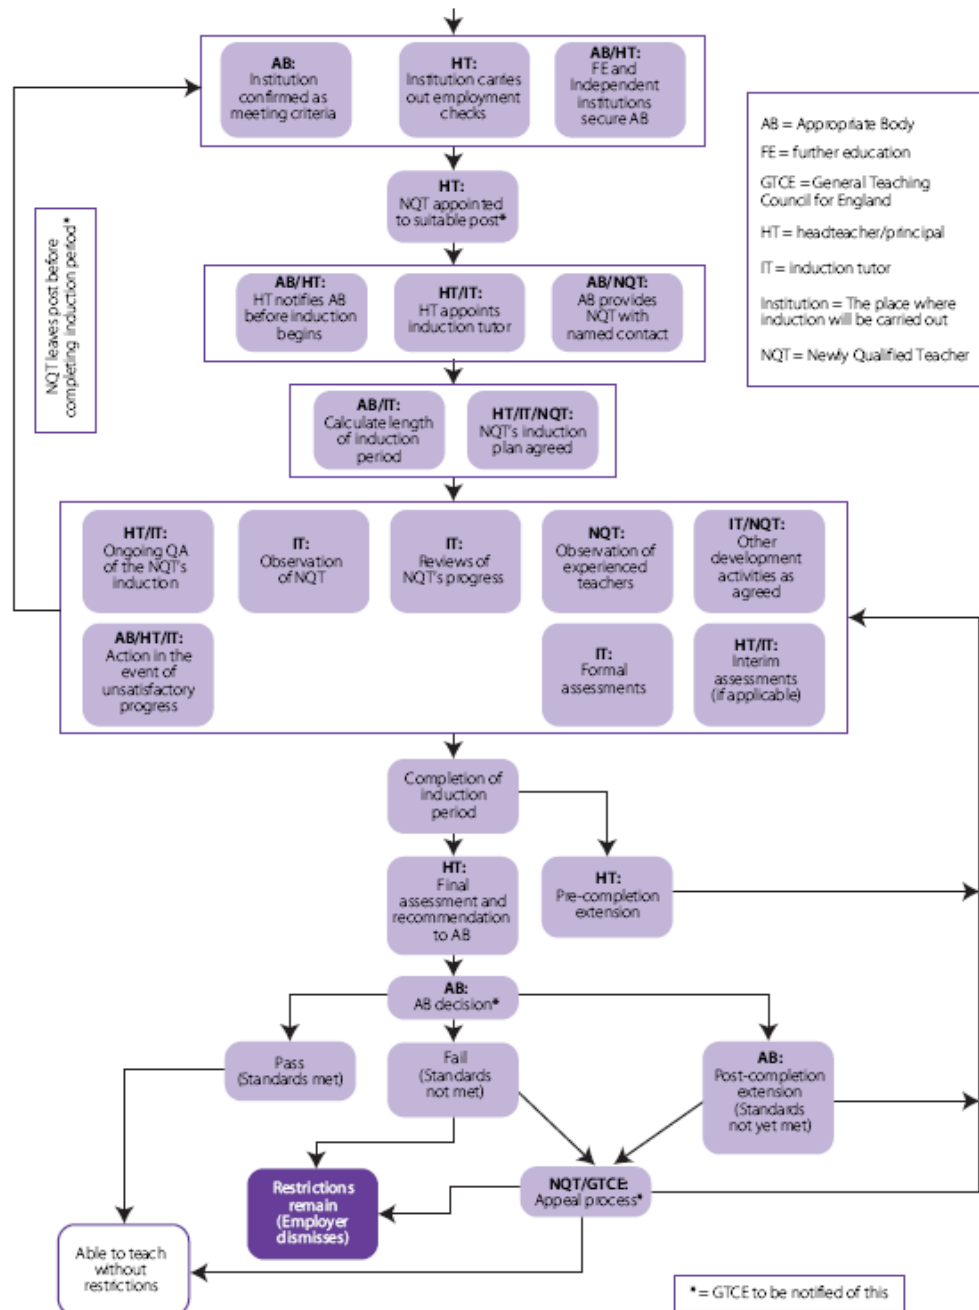 AB:
Institution
confirmed as
meeting criteria
HT:
Institution carries
out employment
checks
AB/HT:
FE and
Independent
institutions
secure AB
AB = Appropriate Body
FE = further education
GTCE = General Teaching
Council for England
HT = headteacher/principal
IT = induction tutor
Institution = The place where
induction will be carried out
NQT = Newly Qualified Teacher
NQT leaves post before
completing induction period*
HT:
NQT appointed
to suitable post*
AB/HT:
HT notifies AB
before induction
begins
HT/IT:
HT appoints
induction tutor
AB/NQT:
AB provides
NQT with
named contact
AB/IT:
Calculate length
of induction
period
HT/IT/NQT:
NQT's induction
plan agreed
HT/IT:
Ongoing QA
of the NQT's
induction
IT:
Observation
of NQT
IT:
Reviews of
NQT's progress
NQT:
Observation of
experienced
teachers
IT/NQT:
Other
development
activities as
agreed
AB/HT/IT:
Action in the
event of
unsatisfactory
progress
IT:
Formal
assessments
HT/IT:
Interim
assessments
(if applicable)
Completion of
induction
period
HT:
Final
assessment and
recommendation
to AB
HT:
Pre-completion
extension
AB:
AB decision*
Pass
(Standards met)
Fail
(Standards
not met)
AB:
Post-completion
extension
(Standards
not yet met)
Restrictions
remain
(Employer
dismisses)
NQT/GTCE:
Appeal process*
Able to teach
without
restrictions
* = GTCE to be notified of this